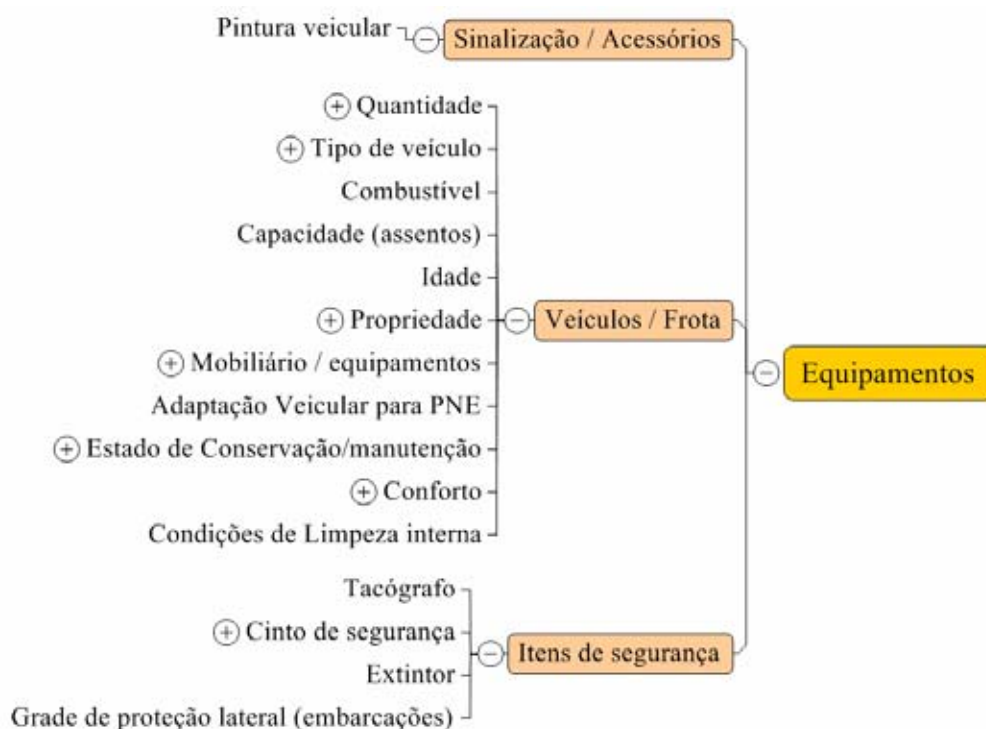 Pintura veicular
Sinalização / Acessórios
Quantidade
Tipo de veículo
Combustível
Capacidade (assentos)
Idade
Propriedade
Veículos / Frota
Mobiliário / equipamentos
Equipamentos
Adaptação Veicular para PNE
Estado de Conservação/manutenção
Conforto
Condições de Limpeza interna
Tacógrafo
Cinto de segurança
Itens de segurança
Extintor
Grade de proteção lateral (embarcações)